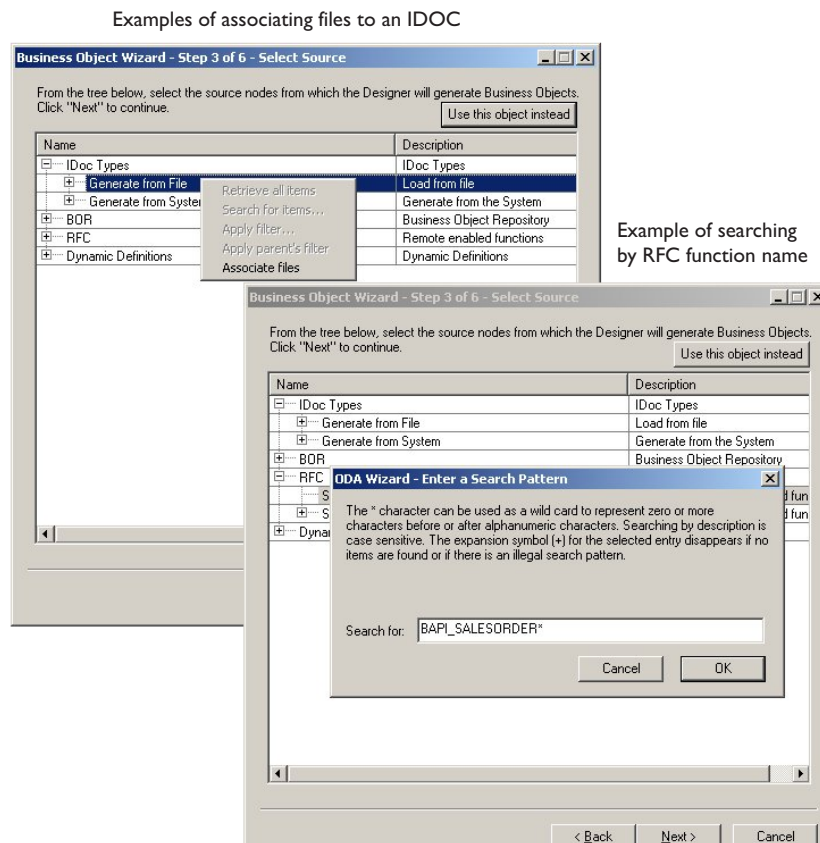 Examples of associating files to an IDOC
Business Object Wizard - Step 3 of 6 - Select Source
From the tree below, select the source nodes from which the Designer will generate Business Objects.
Click "Next" to continue.
Use this object instead
Name Description
IDoc Types IDoc Types
Generate from File Load from file
Generate from System Generate from the System
BOR Business Object Repository
RFC Remote enabled functions
Dynamic Definitions Dynamic Definitions
Retrieve all items
Search for items...
Apply filter...
Apply parent's filter
Associate files
Example of searching
by RFC function name
Business Object Wizard - Step 3 of 6 - Select Source
From the tree below, select the source nodes from which the Designer will generate Business Objects.
Click "Next" to continue.
Use this object instead
Name Description
IDoc Types IDoc Types
Generate from File Load from file
Generate from System Generate from the System
BOR Business Object Repository
RFC
S d fun
S d fun
Dynar
ODA Wizard - Enter a Search Pattern
The * character can be used as a wild card to represent zero or more
characters before or after alphanumeric characters. Searching by description is
case sensitive. The expansion symbol (+) for the selected entry disappears if no
items are found or if there is an illegal search pattern.
Search for: BAPI_SALESORDER*
Cancel OK
< Back Next > Cancel